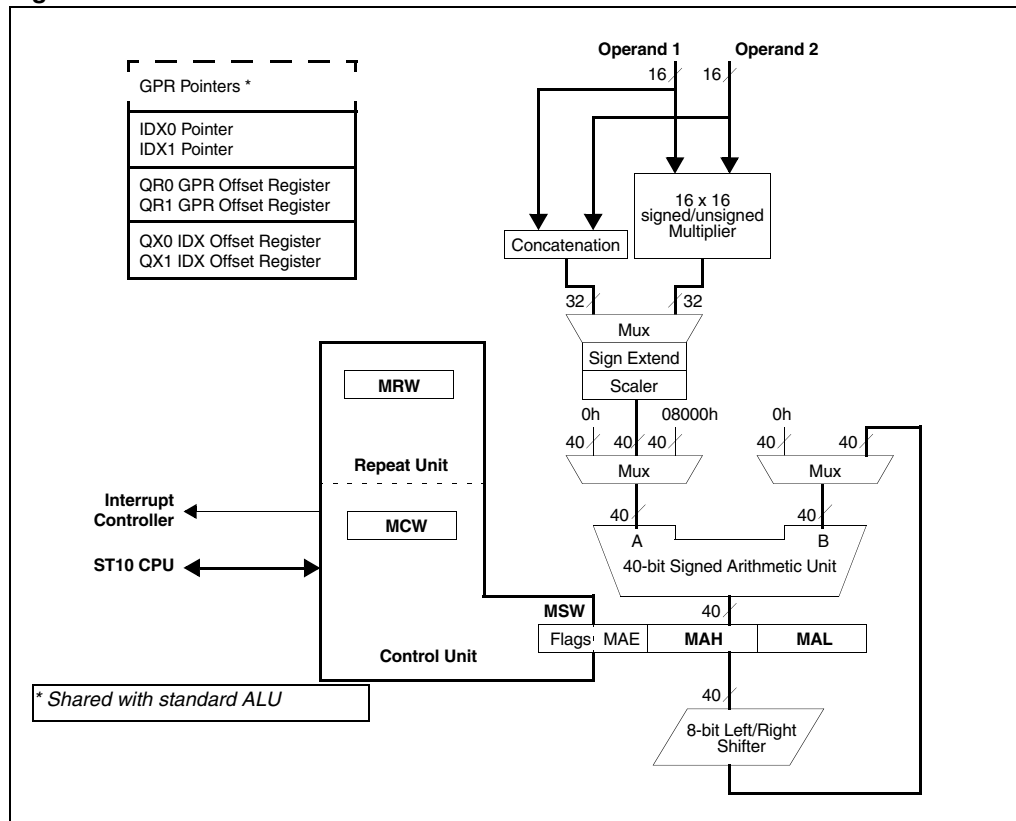 Operand 1 Operand 2
16 16
GPR Pointers *
IDX0 Pointer
IDX1 Pointer
QR0 GPR Offset Register
QR1 GPR Offset Register
QX0 IDX Offset Register
QX1 IDX Offset Register
16 x 16
signed/unsigned
Multiplier
Concatenation
32 32
Mux
Sign Extend
Scaler
0h 08000h 0h
40 40 40 40 40
Mux Mux
40 40
A B
40-bit Signed Arithmetic Unit
40
MRW
Repeat Unit
MCW
Interrupt
Controller
ST10 CPU
MSW
Flags MAE MAH MAL
Control Unit
40
8-bit Left/Right
Shifter
* Shared with standard ALU